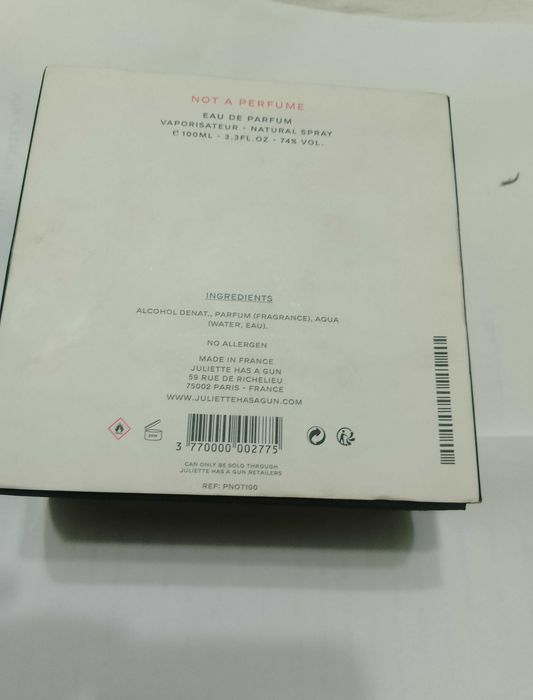 NOT A PERFUME
EAU DE PARFUM
VAPORISATEUR - NATURAL SPRAY
℮ 100ML - 3.3FL.OZ - 74% VOL.
INGREDIENTS
ALCOHOL DENAT., PARFUM (FRAGRANCE), AQUA
(WATER, EAU).
NO ALLERGEN
MADE IN FRANCE
JULIETTE HAS A GUN
59 RUE DE RICHELIEU
75002 PARIS - FRANCE
WWW.JULIETTEHASAGUN.COM
3 770000 002775
CAN ONLY BE SOLD THROUGH
JULIETTE HAS A GUN RETAILERS
REF: PNOT100